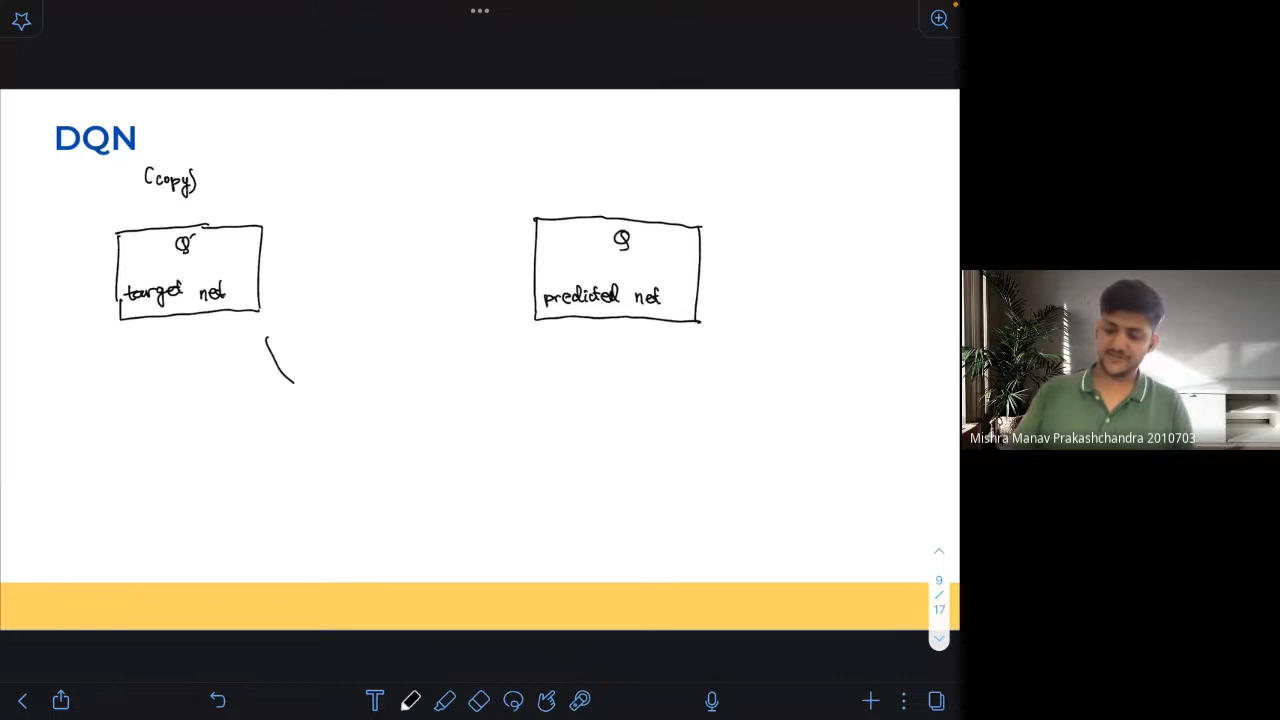 DQN
(copy)
Q'
target net
Q
predicted net
Mishra Manav Prakashchandra 2010703
9
/
17
T